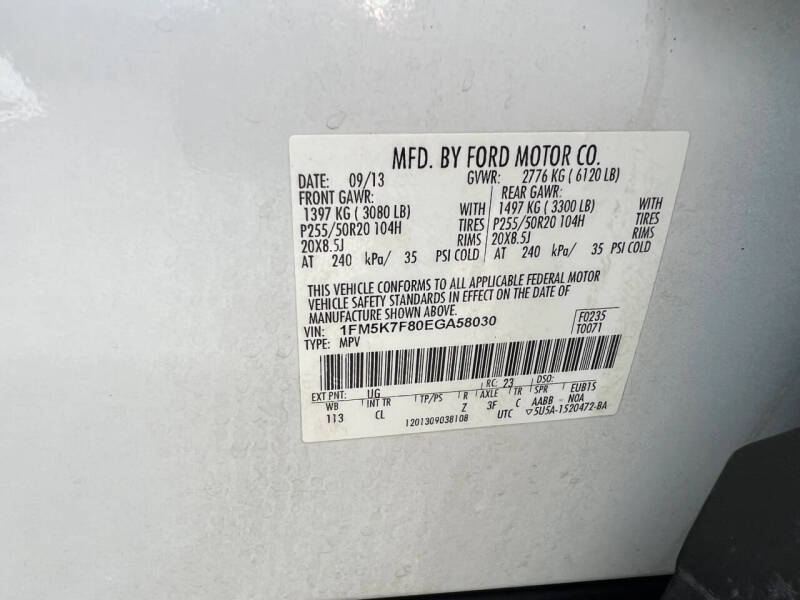 MFD. BY FORD MOTOR CO.
DATE: 09/13 GVWR: 2776 KG ( 6120 LB)
FRONT GAWR: REAR GAWR:
1397 KG ( 3080 LB) WITH 1497 KG ( 3300 LB) WITH
P255/50R20 104H TIRES P255/50R20 104H TIRES
20X8.5J RIMS 20X8.5J RIMS
AT 240 kPa/ 35 PSI COLD AT 240 kPa/ 35 PSI COLD
THIS VEHICLE CONFORMS TO ALL APPLICABLE FEDERAL MOTOR
VEHICLE SAFETY STANDARDS IN EFFECT ON THE DATE OF
MANUFACTURE SHOWN ABOVE.
VIN: 1FM5K7F80EGA58030 F0235
TYPE: MPV T0071
EXT PNT: UG RC: 23 DSO:
WB INT TR TP/PS R AXLE TR SPR EUB1S
113 CL Z 3F C AABB - N0A
1201309038108 UTC ▽5U5A-1520472-BA